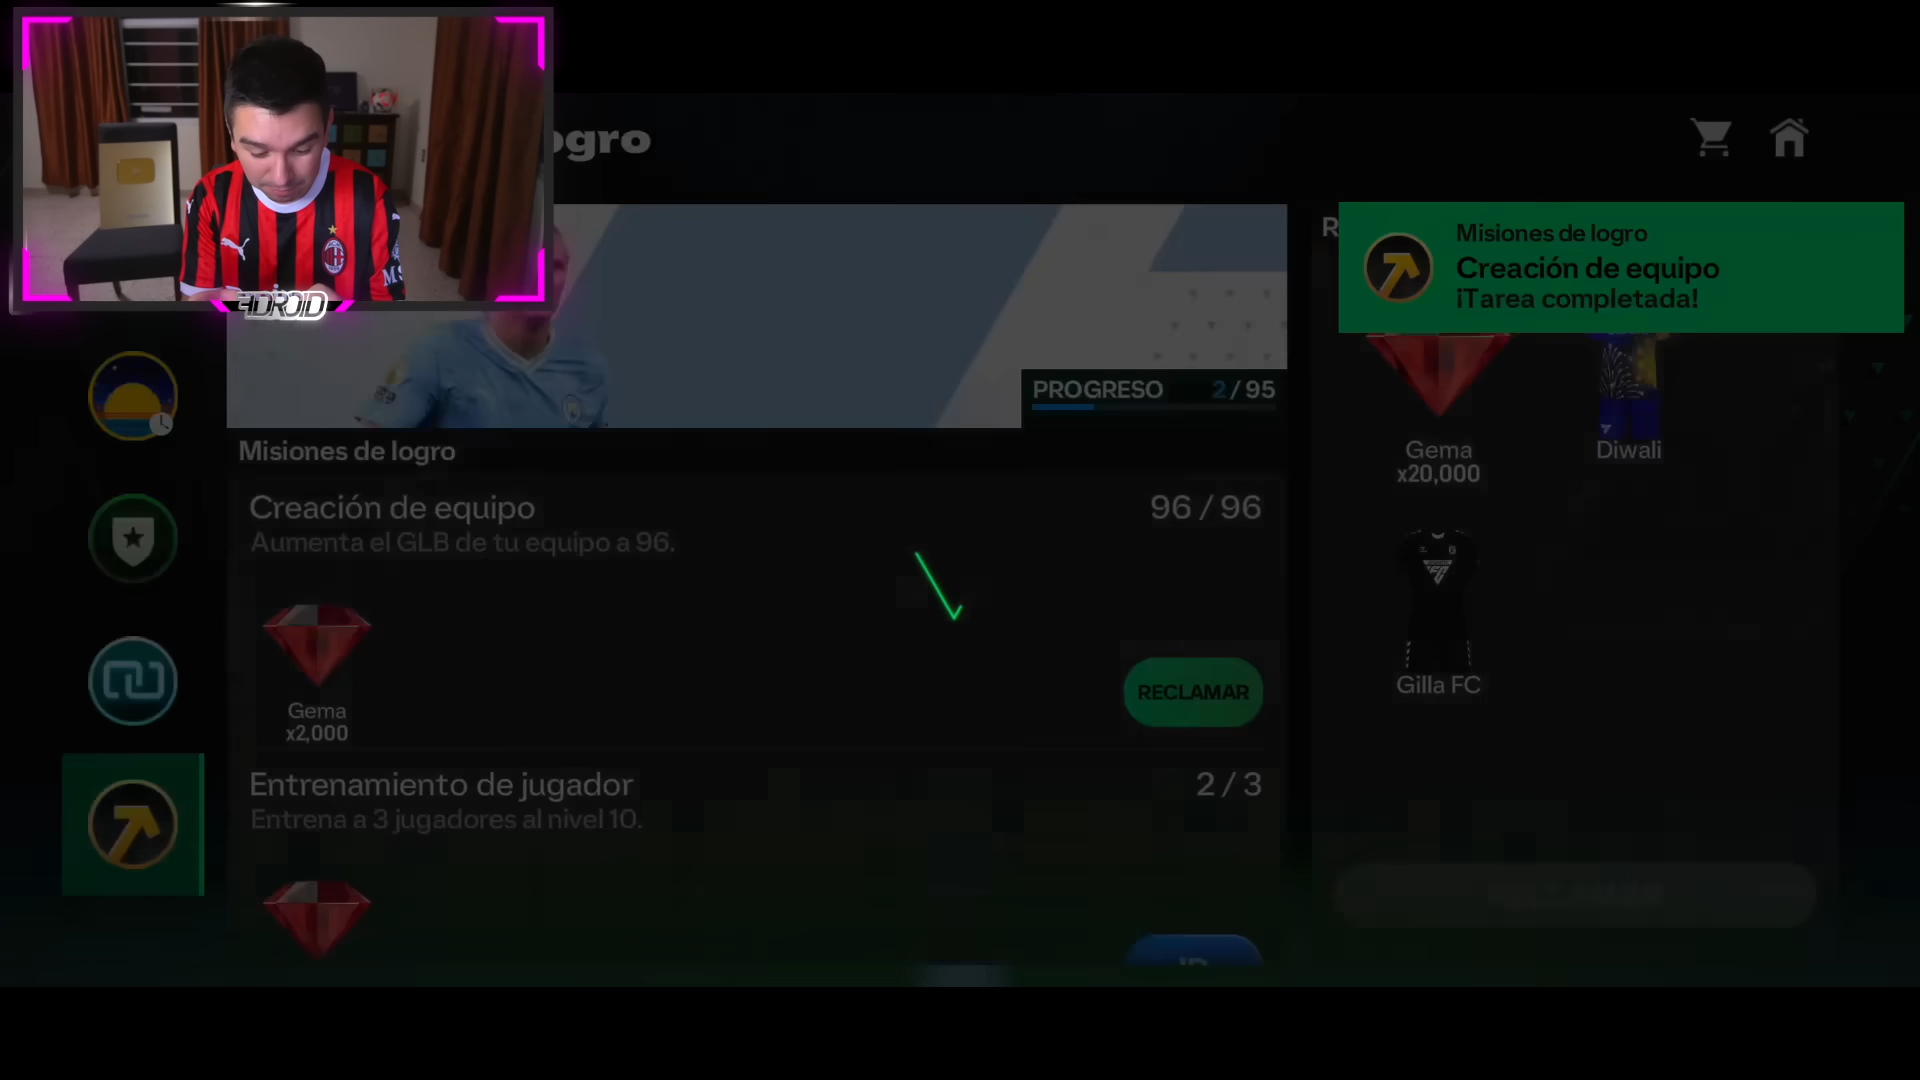 ogro
Misiones de logro
Creación de equipo
¡Tarea completada!
PROGRESO 2/95
Misiones de logro
Creación de equipo 96/96
Aumenta el GLB de tu equipo a 96.
Gema
x2,000
RECLAMAR
Entrenamiento de jugador 2/3
Entrena a 3 jugadores al nivel 10.
R
Gema
x20,000
Diwali
Gilla FC
ADROID